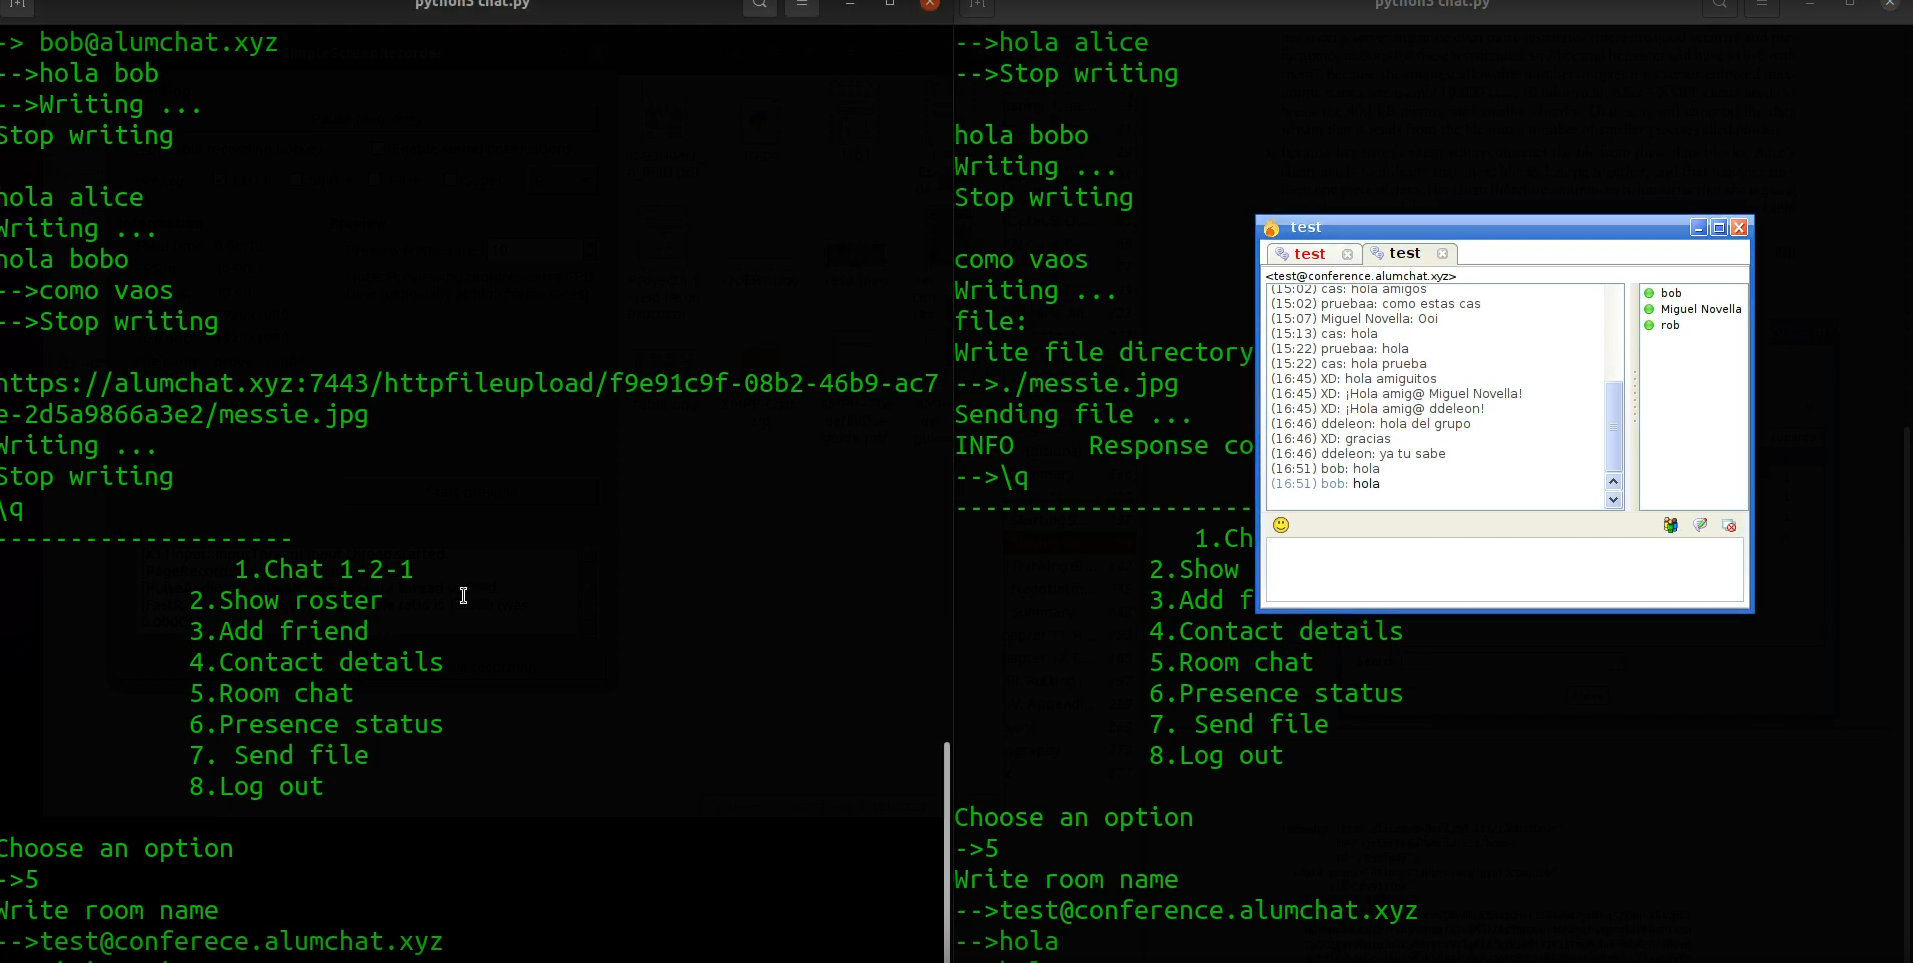 python3 chat.py
-> bob@alumchat.xyz
-->hola bob
-->Writing ...
Stop writing
hola alice
Writing ...
hola bobo
-->como vaos
-->Stop writing
https://alumchat.xyz:7443/httpfileupload/f9e91c9f-08b2-46b9-ac7
e-2d5a9866a3e2/messie.jpg
Writing ...
Stop writing
\q
---------------------
1.Chat 1-2-1
2.Show roster
3.Add friend
4.Contact details
5.Room chat
6.Presence status
7. Send file
8.Log out
Choose an option
->5
Write room name
-->test@conferece.alumchat.xyz
python3 chat.py
-->hola alice
-->Stop writing
hola bobo
Writing ...
Stop writing
como vaos
Writing ...
file:
Write file directory
-->./messie.jpg
Sending file ...
INFO     Response co
-->\q
--------------------
1.Ch
2.Show
3.Add f
4.Contact details
5.Room chat
6.Presence status
7. Send file
8.Log out
Choose an option
->5
Write room name
-->test@conference.alumchat.xyz
-->hola
test
test
test
<test@conference.alumchat.xyz>
(15:02) cas: hola amigos
(15:02) pruebaa: como estas cas
(15:07) Miguel Novella: Ooi
(15:13) cas: hola
(15:22) pruebaa: hola
(15:22) cas: hola prueba
(16:45) XD: hola amiguitos
(16:45) XD: ¡Hola amig@ Miguel Novella!
(16:45) XD: ¡Hola amig@ ddeleon!
(16:46) ddeleon: hola del grupo
(16:46) XD: gracias
(16:46) ddeleon: ya tu sabe
(16:51) bob: hola
(16:51) bob: hola
bob
Miguel Novella
rob